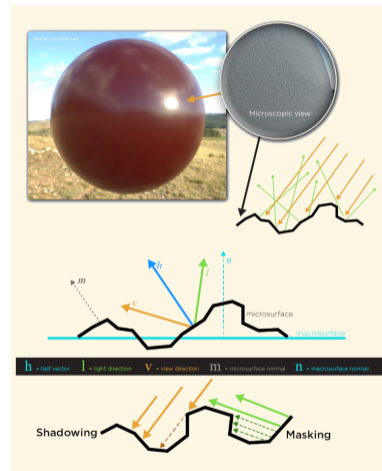 Microscopic view
n
h
l
m
v
microsurface
macrosurface
h = half vector l = light direction v = view direction m = microsurface normal n = macrosurface normal
Shadowing
Masking